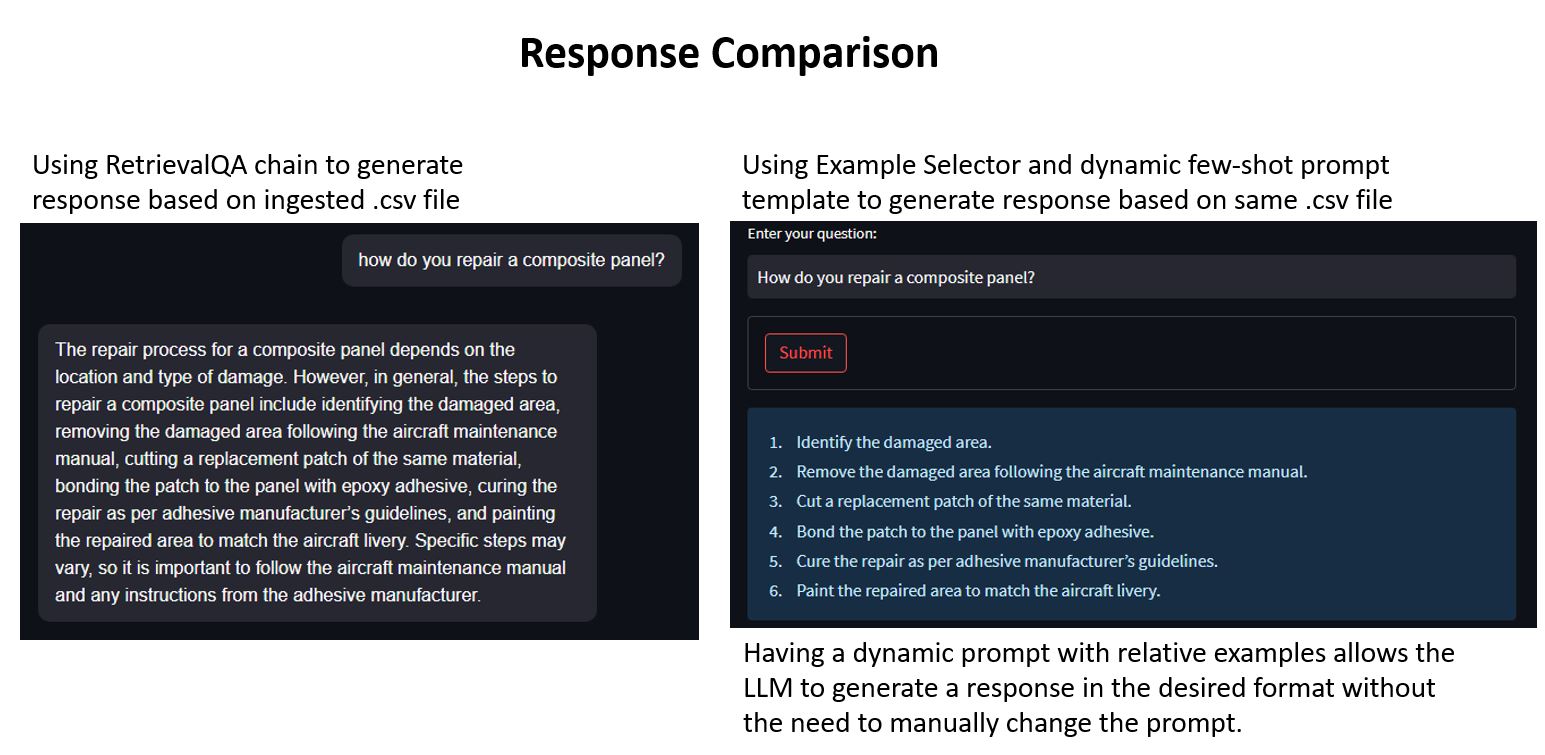 Response Comparison
Using RetrievalQA chain to generate
response based on ingested .csv file
how do you repair a composite panel?
The repair process for a composite panel depends on the
location and type of damage. However, in general, the steps to
repair a composite panel include identifying the damaged area,
removing the damaged area following the aircraft maintenance
manual, cutting a replacement patch of the same material,
bonding the patch to the panel with epoxy adhesive, curing the
repair as per adhesive manufacturer’s guidelines, and painting
the repaired area to match the aircraft livery. Specific steps may
vary, so it is important to follow the aircraft maintenance manual
and any instructions from the adhesive manufacturer.
Using Example Selector and dynamic few-shot prompt
template to generate response based on same .csv file
Enter your question:
How do you repair a composite panel?
Submit
1. Identify the damaged area.
2. Remove the damaged area following the aircraft maintenance manual.
3. Cut a replacement patch of the same material.
4. Bond the patch to the panel with epoxy adhesive.
5. Cure the repair as per adhesive manufacturer’s guidelines.
6. Paint the repaired area to match the aircraft livery.
Having a dynamic prompt with relative examples allows the
LLM to generate a response in the desired format without
the need to manually change the prompt.